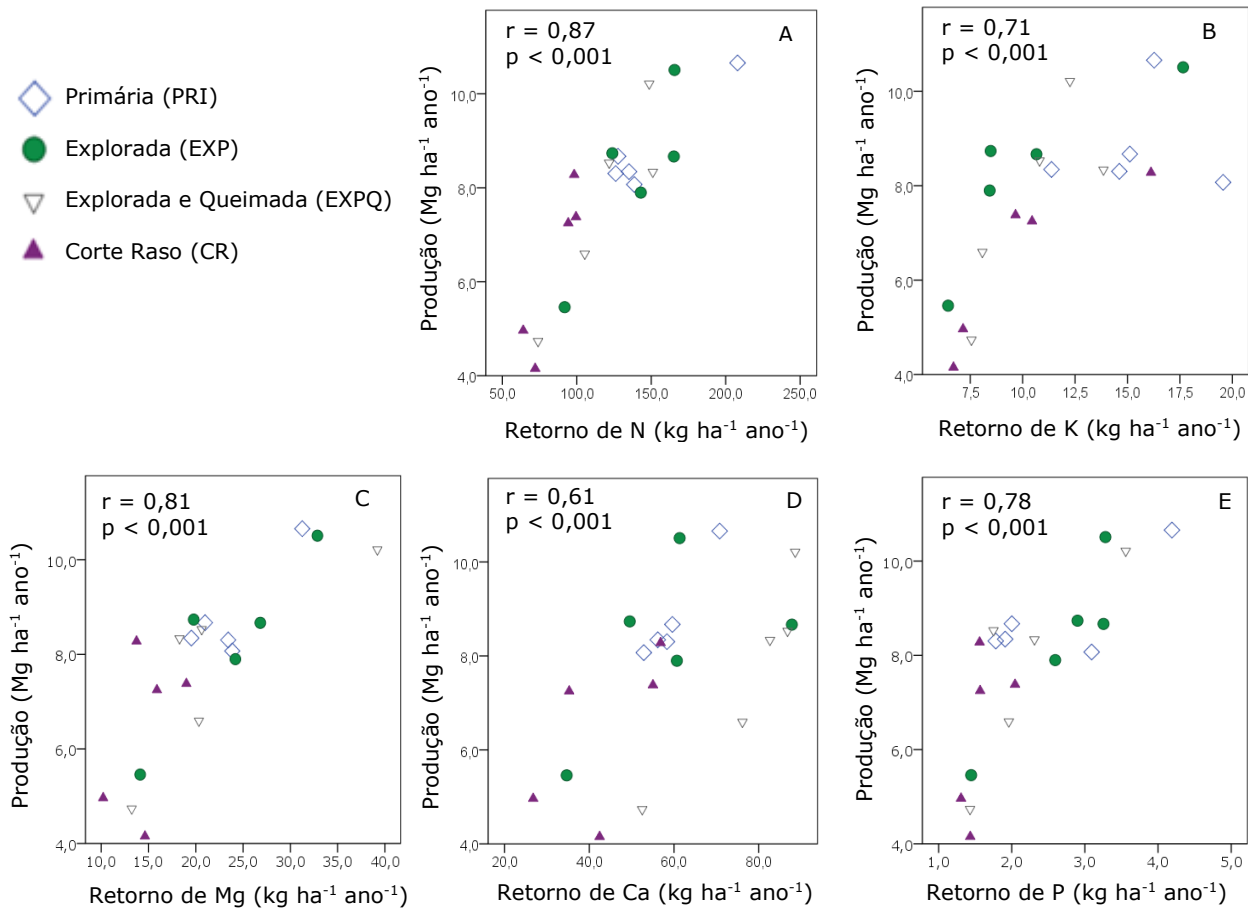 Primária (PRI)
Explorada (EXP)
Explorada e Queimada (EXPQ)
Corte Raso (CR)
r = 0,87
p < 0,001
A
Produção (Mg ha⁻¹ ano⁻¹)
10,0
8,0
6,0
4,0
50,0 100,0 150,0 200,0 250,0
Retorno de N (kg ha⁻¹ ano⁻¹)
r = 0,71
p < 0,001
B
Produção (Mg ha⁻¹ ano⁻¹)
10,0
8,0
6,0
4,0
7,5 10,0 12,5 15,0 17,5 20,0
Retorno de K (kg ha⁻¹ ano⁻¹)
r = 0,81
p < 0,001
C
Produção (Mg ha⁻¹ ano⁻¹)
10,0
8,0
6,0
4,0
10,0 15,0 20,0 25,0 30,0 35,0 40,0
Retorno de Mg (kg ha⁻¹ ano⁻¹)
r = 0,61
p < 0,001
D
Produção (Mg ha⁻¹ ano⁻¹)
10,0
8,0
6,0
4,0
20,0 40,0 60,0 80,0
Retorno de Ca (kg ha⁻¹ ano⁻¹)
r = 0,78
p < 0,001
E
Produção (Mg ha⁻¹ ano⁻¹)
10,0
8,0
6,0
4,0
1,0 2,0 3,0 4,0 5,0
Retorno de P (kg ha⁻¹ ano⁻¹)